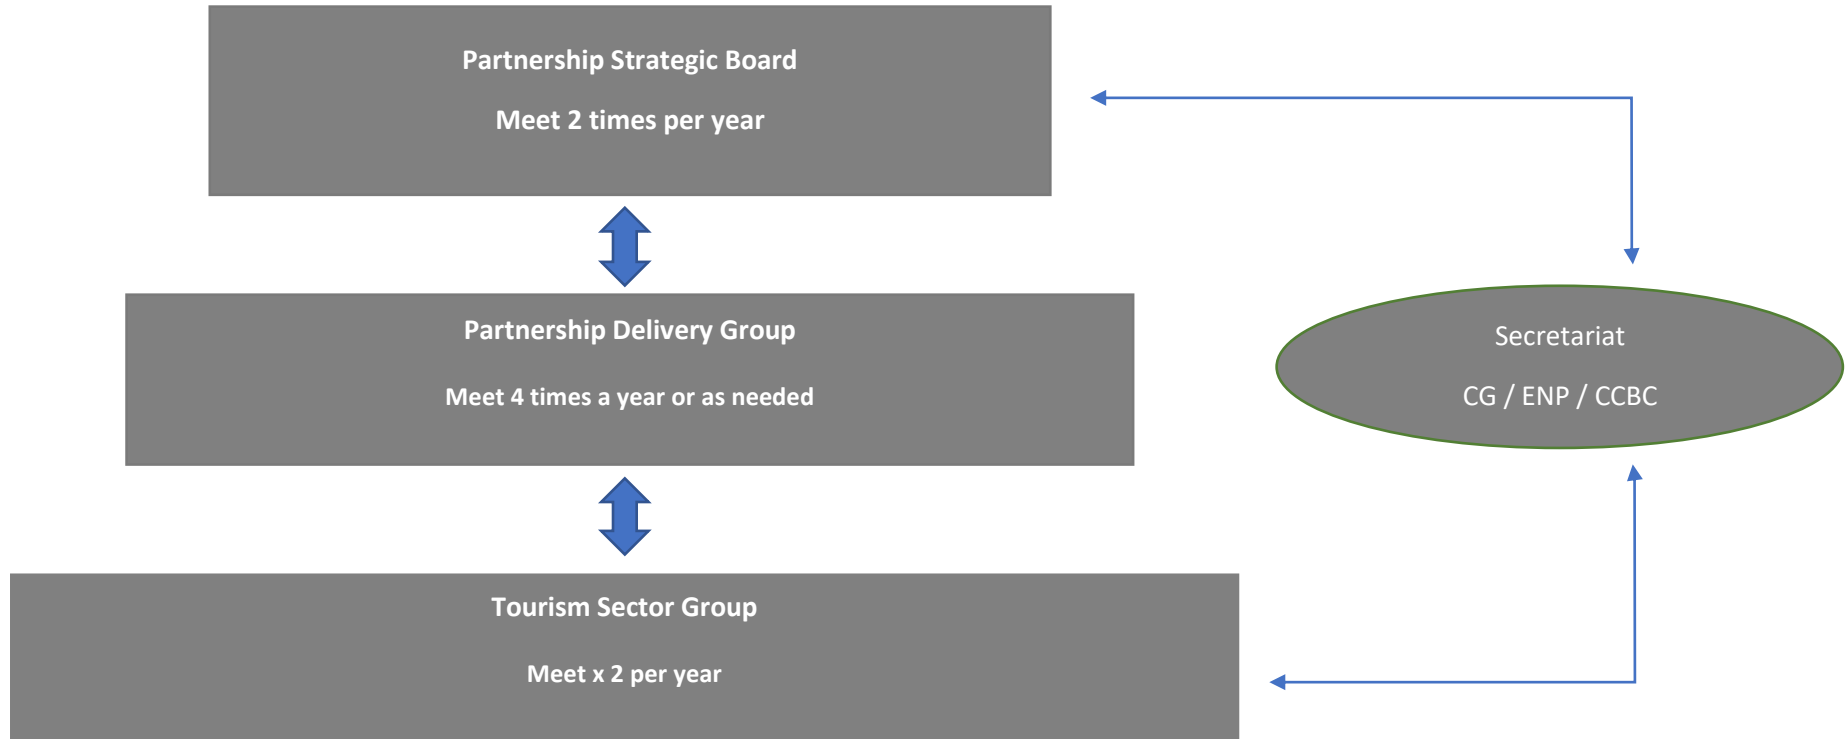 Partnership Strategic Board
Meet 2 times per year
Partnership Delivery Group
Meet 4 times a year or as needed
Secretariat
CG / ENP / CCBC
Tourism Sector Group
Meet x 2 per year